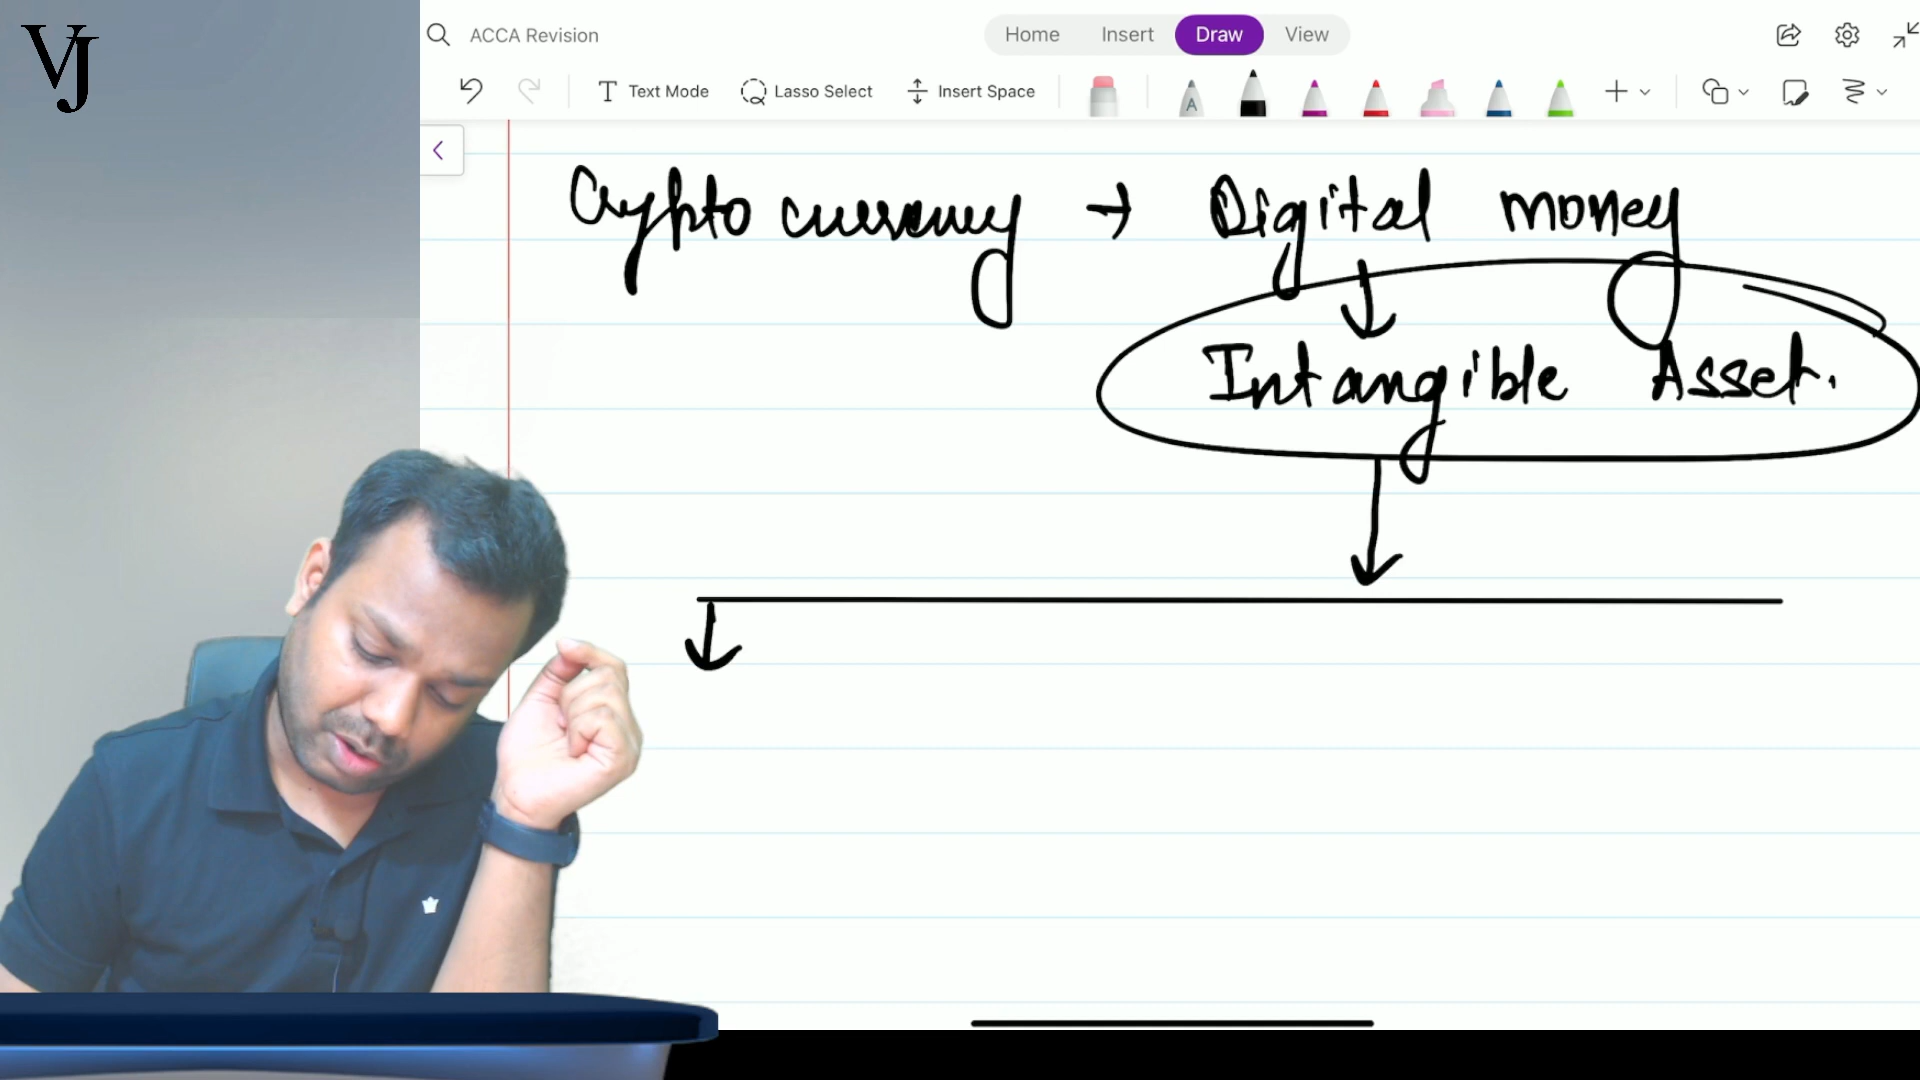 VJ
ACCA Revision
Home Insert Draw View
Text Mode Lasso Select Insert Space
A
Crypto currency → Digital money
Intangible Asset.